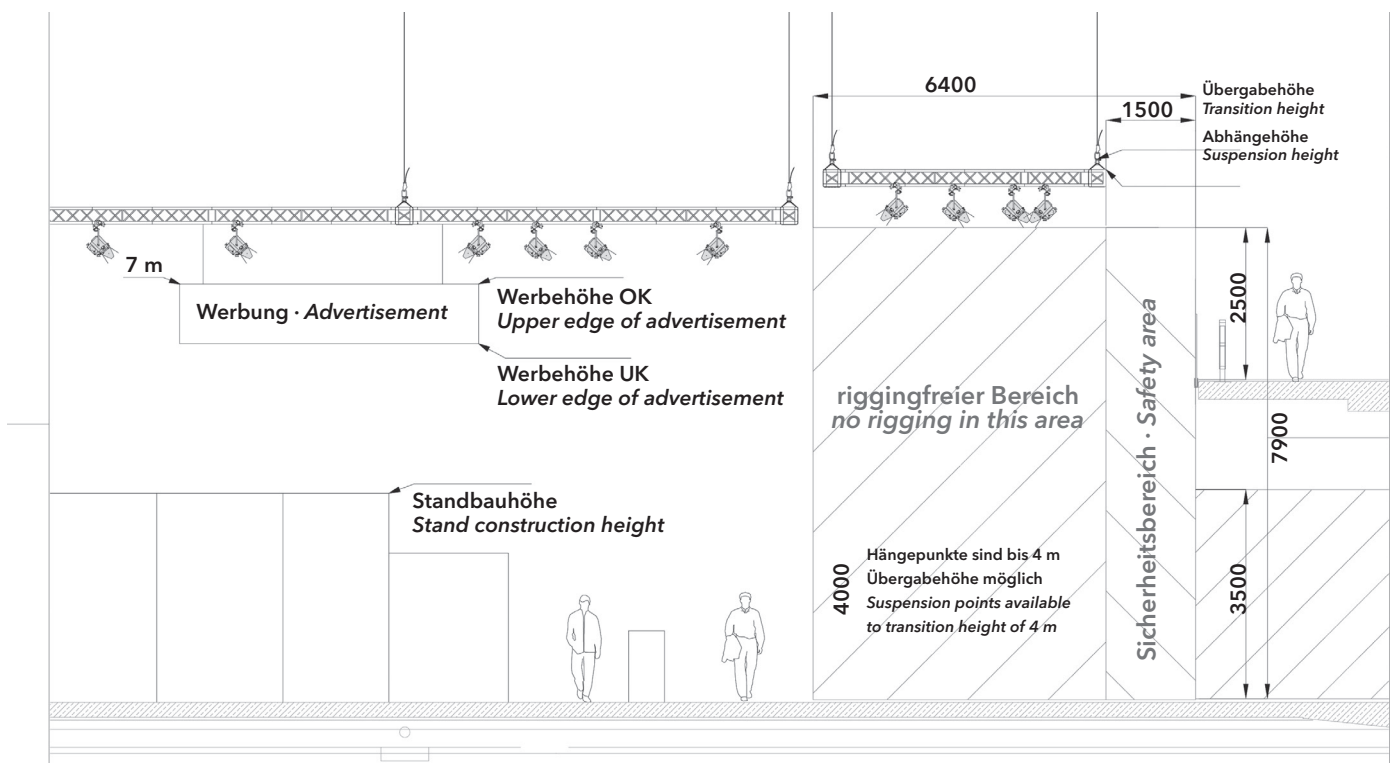 6400
1500
Übergabehöhe
Transition height
Abhängehöhe
Suspension height
7 m
Werbung · Advertisement
Werbehöhe OK
Upper edge of advertisement
Werbehöhe UK
Lower edge of advertisement
2500
riggingfreier Bereich
no rigging in this area
Sicherheitsbereich · Safety area
7900
Standbauhöhe
Stand construction height
4000
Hängepunkte sind bis 4 m
Übergabehöhe möglich
Suspension points available
to transition height of 4 m
3500